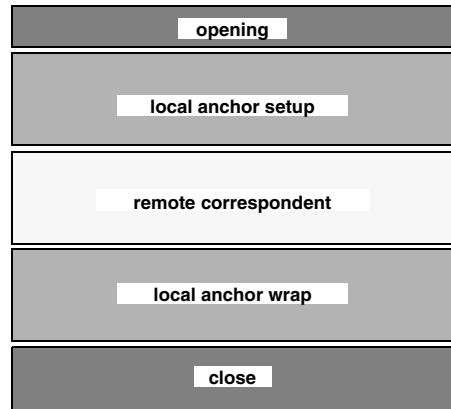 opening
local anchor setup
remote correspondent
local anchor wrap
close